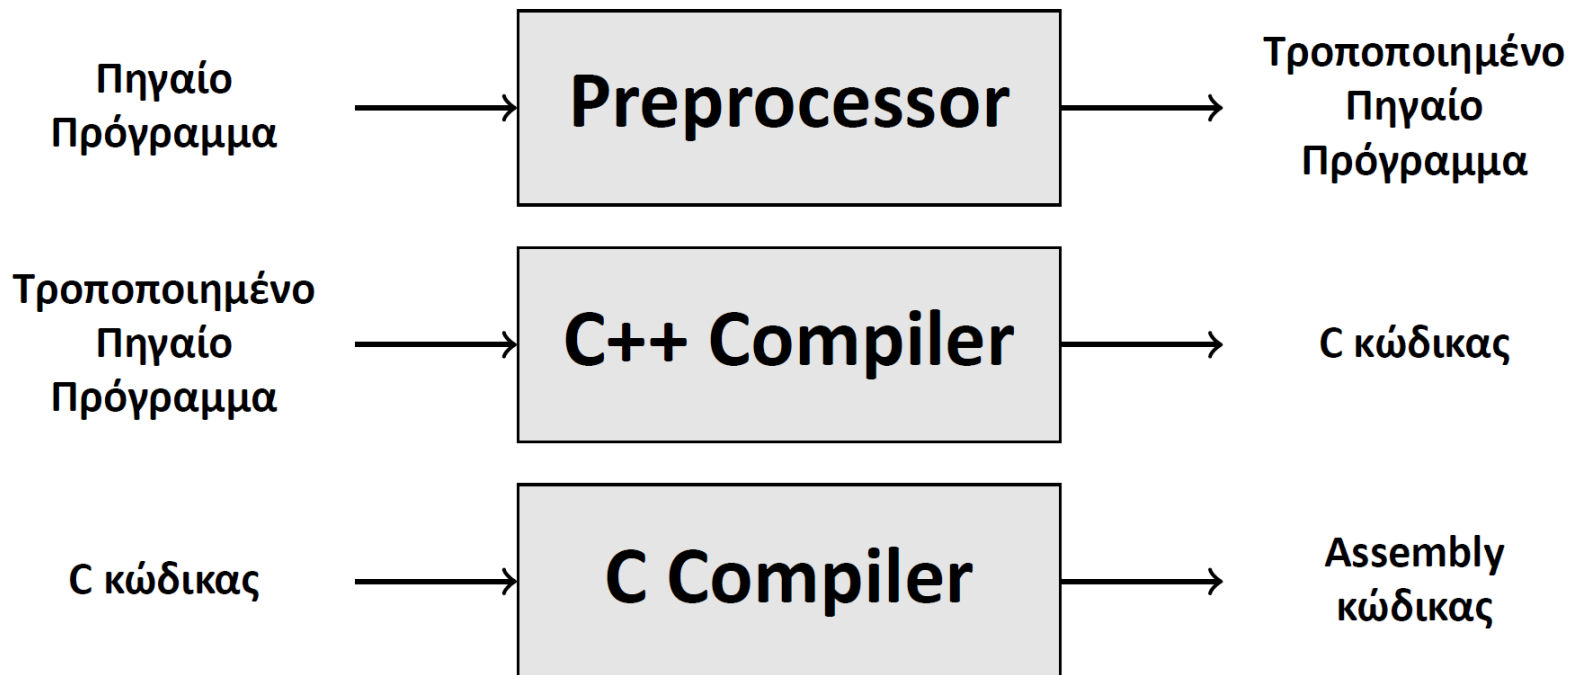 Πηγαίο
Πρόγραμμα
Preprocessor
Τροποποιημένο
Πηγαίο
Πρόγραμμα
Τροποποιημένο
Πηγαίο
Πρόγραμμα
C++ Compiler
C κώδικας
C κώδικας
C Compiler
Assembly
κώδικας